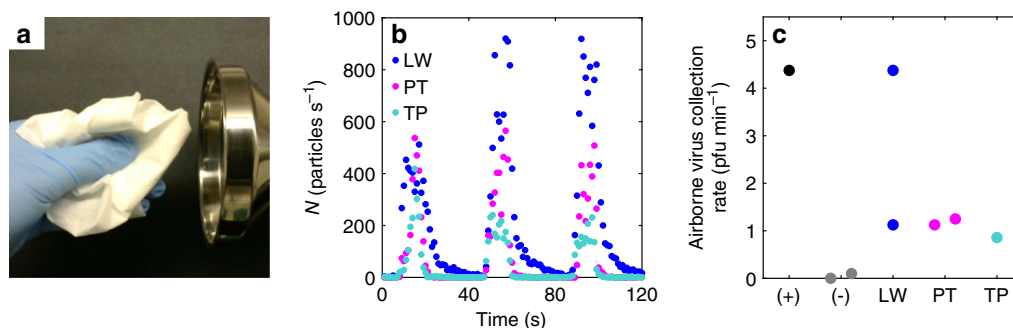 a
b
LW
PT
TP
1000
800
600
400
200
0
N (particles s⁻¹)
0
40
80
120
Time (s)
c
5
4
3
2
1
0
Airborne virus collection
rate (pfu min⁻¹)
(+)
(-)
LW
PT
TP